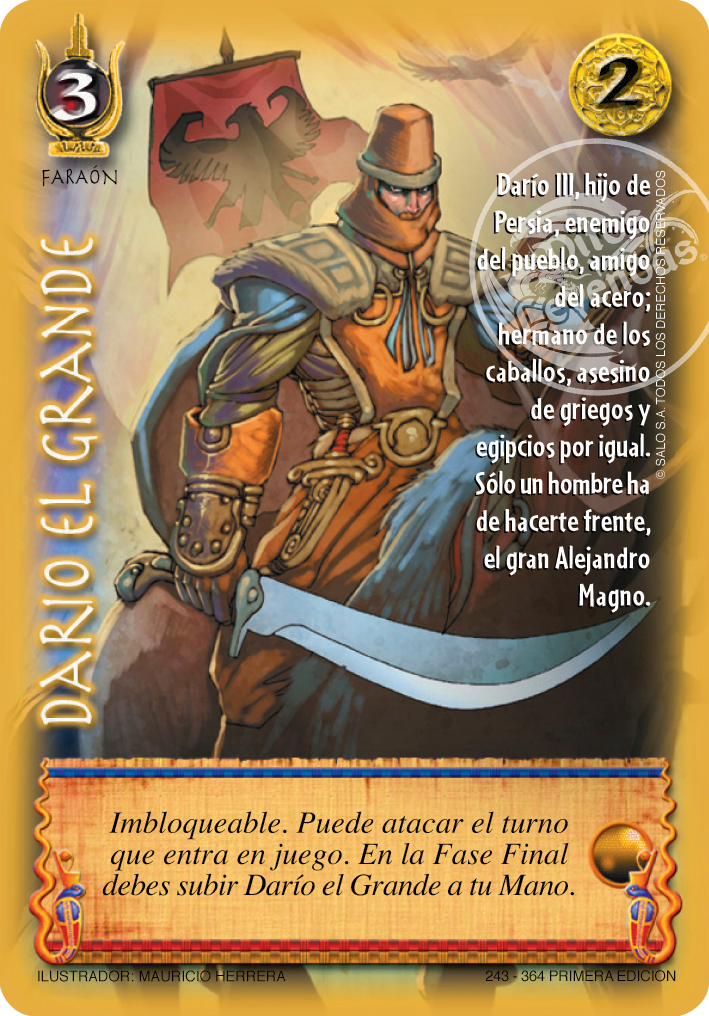 3
FARAÓN
2
DARIO EL GRANDE
Darío III, hijo de
Persia, enemigo
del pueblo, amigo
del acero;
hermano de los
caballos, asesino
de griegos y
egipcios por igual.
Sólo un hombre ha
de hacerte frente,
el gran Alejandro
Magno.
© SALO S.A. TODOS LOS DERECHOS RESERVADOS
Mitos
Leyendas
Imbloqueable. Puede atacar el turno
que entra en juego. En la Fase Final
debes subir Darío el Grande a tu Mano.
ILUSTRADOR: MAURICIO HERRERA
243 - 364 PRIMERA EDICION